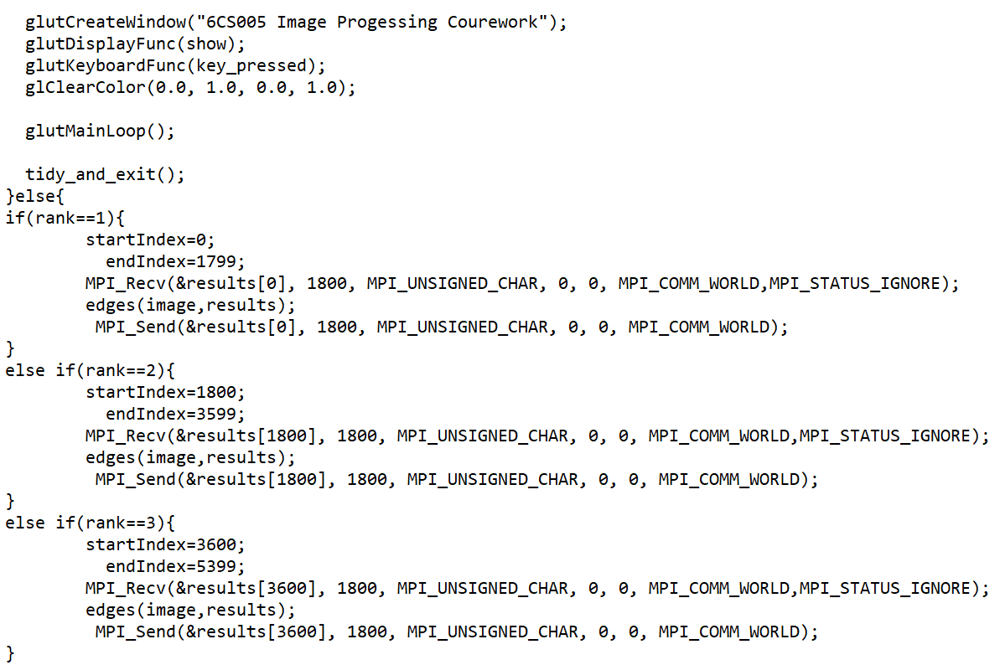 glutCreateWindow("6CS005 Image Progessing Courework");
  glutDisplayFunc(show);
  glutKeyboardFunc(key_pressed);
  glClearColor(0.0, 1.0, 0.0, 1.0);

  glutMainLoop();

  tidy_and_exit();
}else{
if(rank==1){
        startIndex=0;
          endIndex=1799;
        MPI_Recv(&results[0], 1800, MPI_UNSIGNED_CHAR, 0, 0, MPI_COMM_WORLD,MPI_STATUS_IGNORE);
        edges(image,results);
         MPI_Send(&results[0], 1800, MPI_UNSIGNED_CHAR, 0, 0, MPI_COMM_WORLD);
}
else if(rank==2){
        startIndex=1800;
          endIndex=3599;
        MPI_Recv(&results[1800], 1800, MPI_UNSIGNED_CHAR, 0, 0, MPI_COMM_WORLD,MPI_STATUS_IGNORE);
        edges(image,results);
         MPI_Send(&results[1800], 1800, MPI_UNSIGNED_CHAR, 0, 0, MPI_COMM_WORLD);
}
else if(rank==3){
        startIndex=3600;
          endIndex=5399;
        MPI_Recv(&results[3600], 1800, MPI_UNSIGNED_CHAR, 0, 0, MPI_COMM_WORLD,MPI_STATUS_IGNORE);
        edges(image,results);
         MPI_Send(&results[3600], 1800, MPI_UNSIGNED_CHAR, 0, 0, MPI_COMM_WORLD);
}